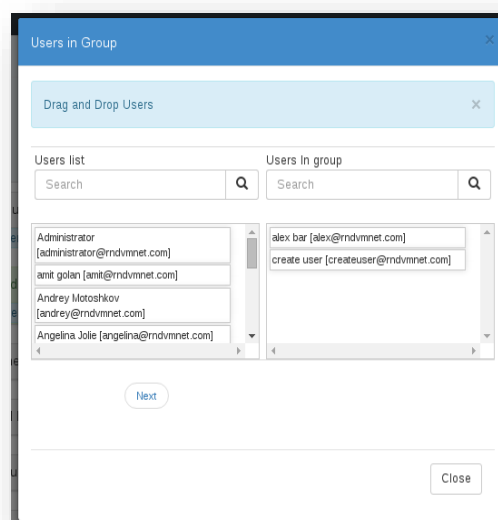 Users in Group
×
Drag and Drop Users
×
Users list
Users In group
Search
Search
Administrator
[administrator@rndvmnet.com]
amit golan [amit@rndvmnet.com]
Andrey Motoshkov
[andrey@rndvmnet.com]
Angelina Jolie [angelina@rndvmnet.com]
alex bar [alex@rndvmnet.com]
create user [createuser@rndvmnet.com]
Next
Close